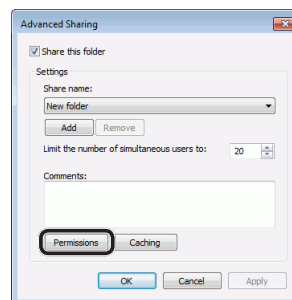 Advanced Sharing
Share this folder
Settings
Share name:
New folder
Add Remove
Limit the number of simultaneous users to: 20
Comments:
Permissions Caching
OK Cancel Apply